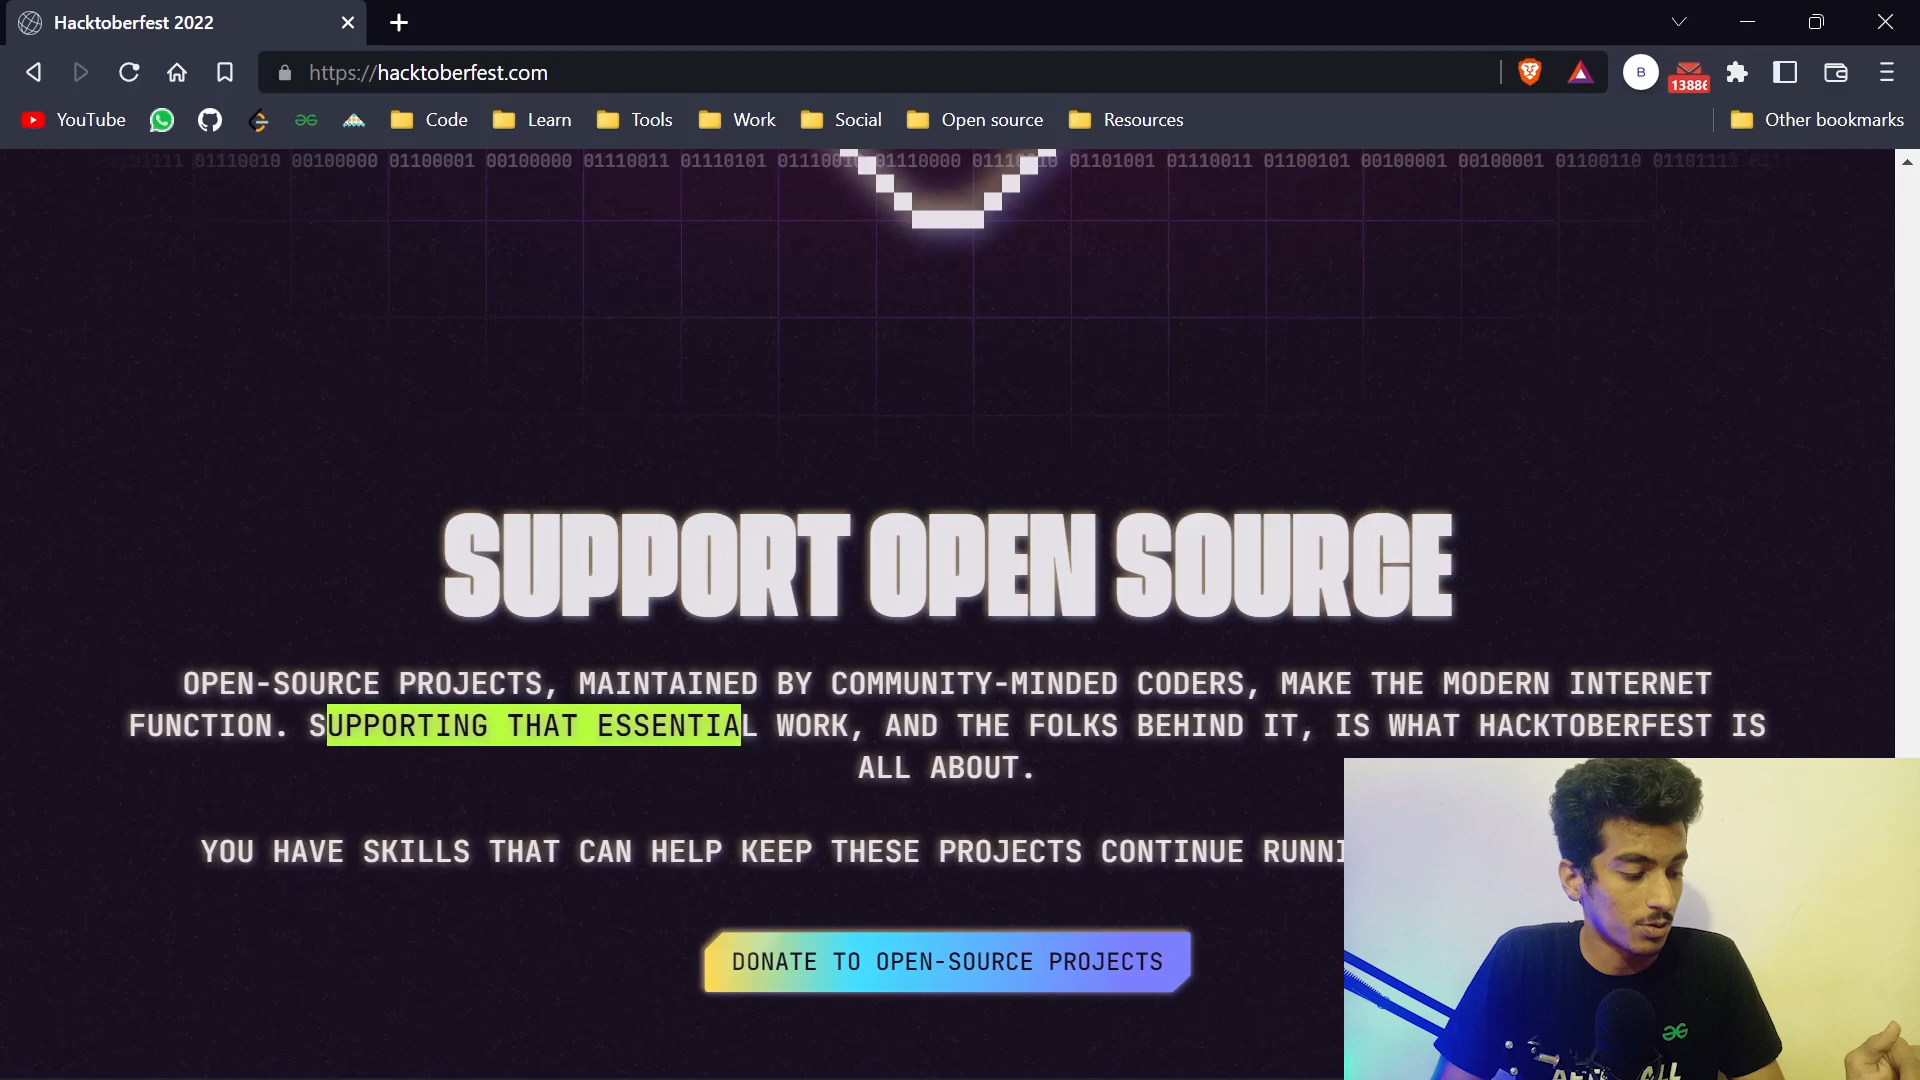 Hacktoberfest 2022
https://hacktoberfest.com
B
13886
YouTube
Code
Learn
Tools
Work
Social
Open source
Resources
Other bookmarks
01110010 00100000 01100001 00100000 01110011 01110101 01110000 01101001 01110011 01100101 00100001 00100001 01100110
SUPPORT OPEN SOURCE
OPEN-SOURCE PROJECTS, MAINTAINED BY COMMUNITY-MINDED CODERS, MAKE THE MODERN INTERNET
FUNCTION. SUPPORTING THAT ESSENTIAL WORK, AND THE FOLKS BEHIND IT, IS WHAT HACKTOBERFEST IS
ALL ABOUT.
YOU HAVE SKILLS THAT CAN HELP KEEP THESE PROJECTS CONTINUE RUNNI
DONATE TO OPEN-SOURCE PROJECTS